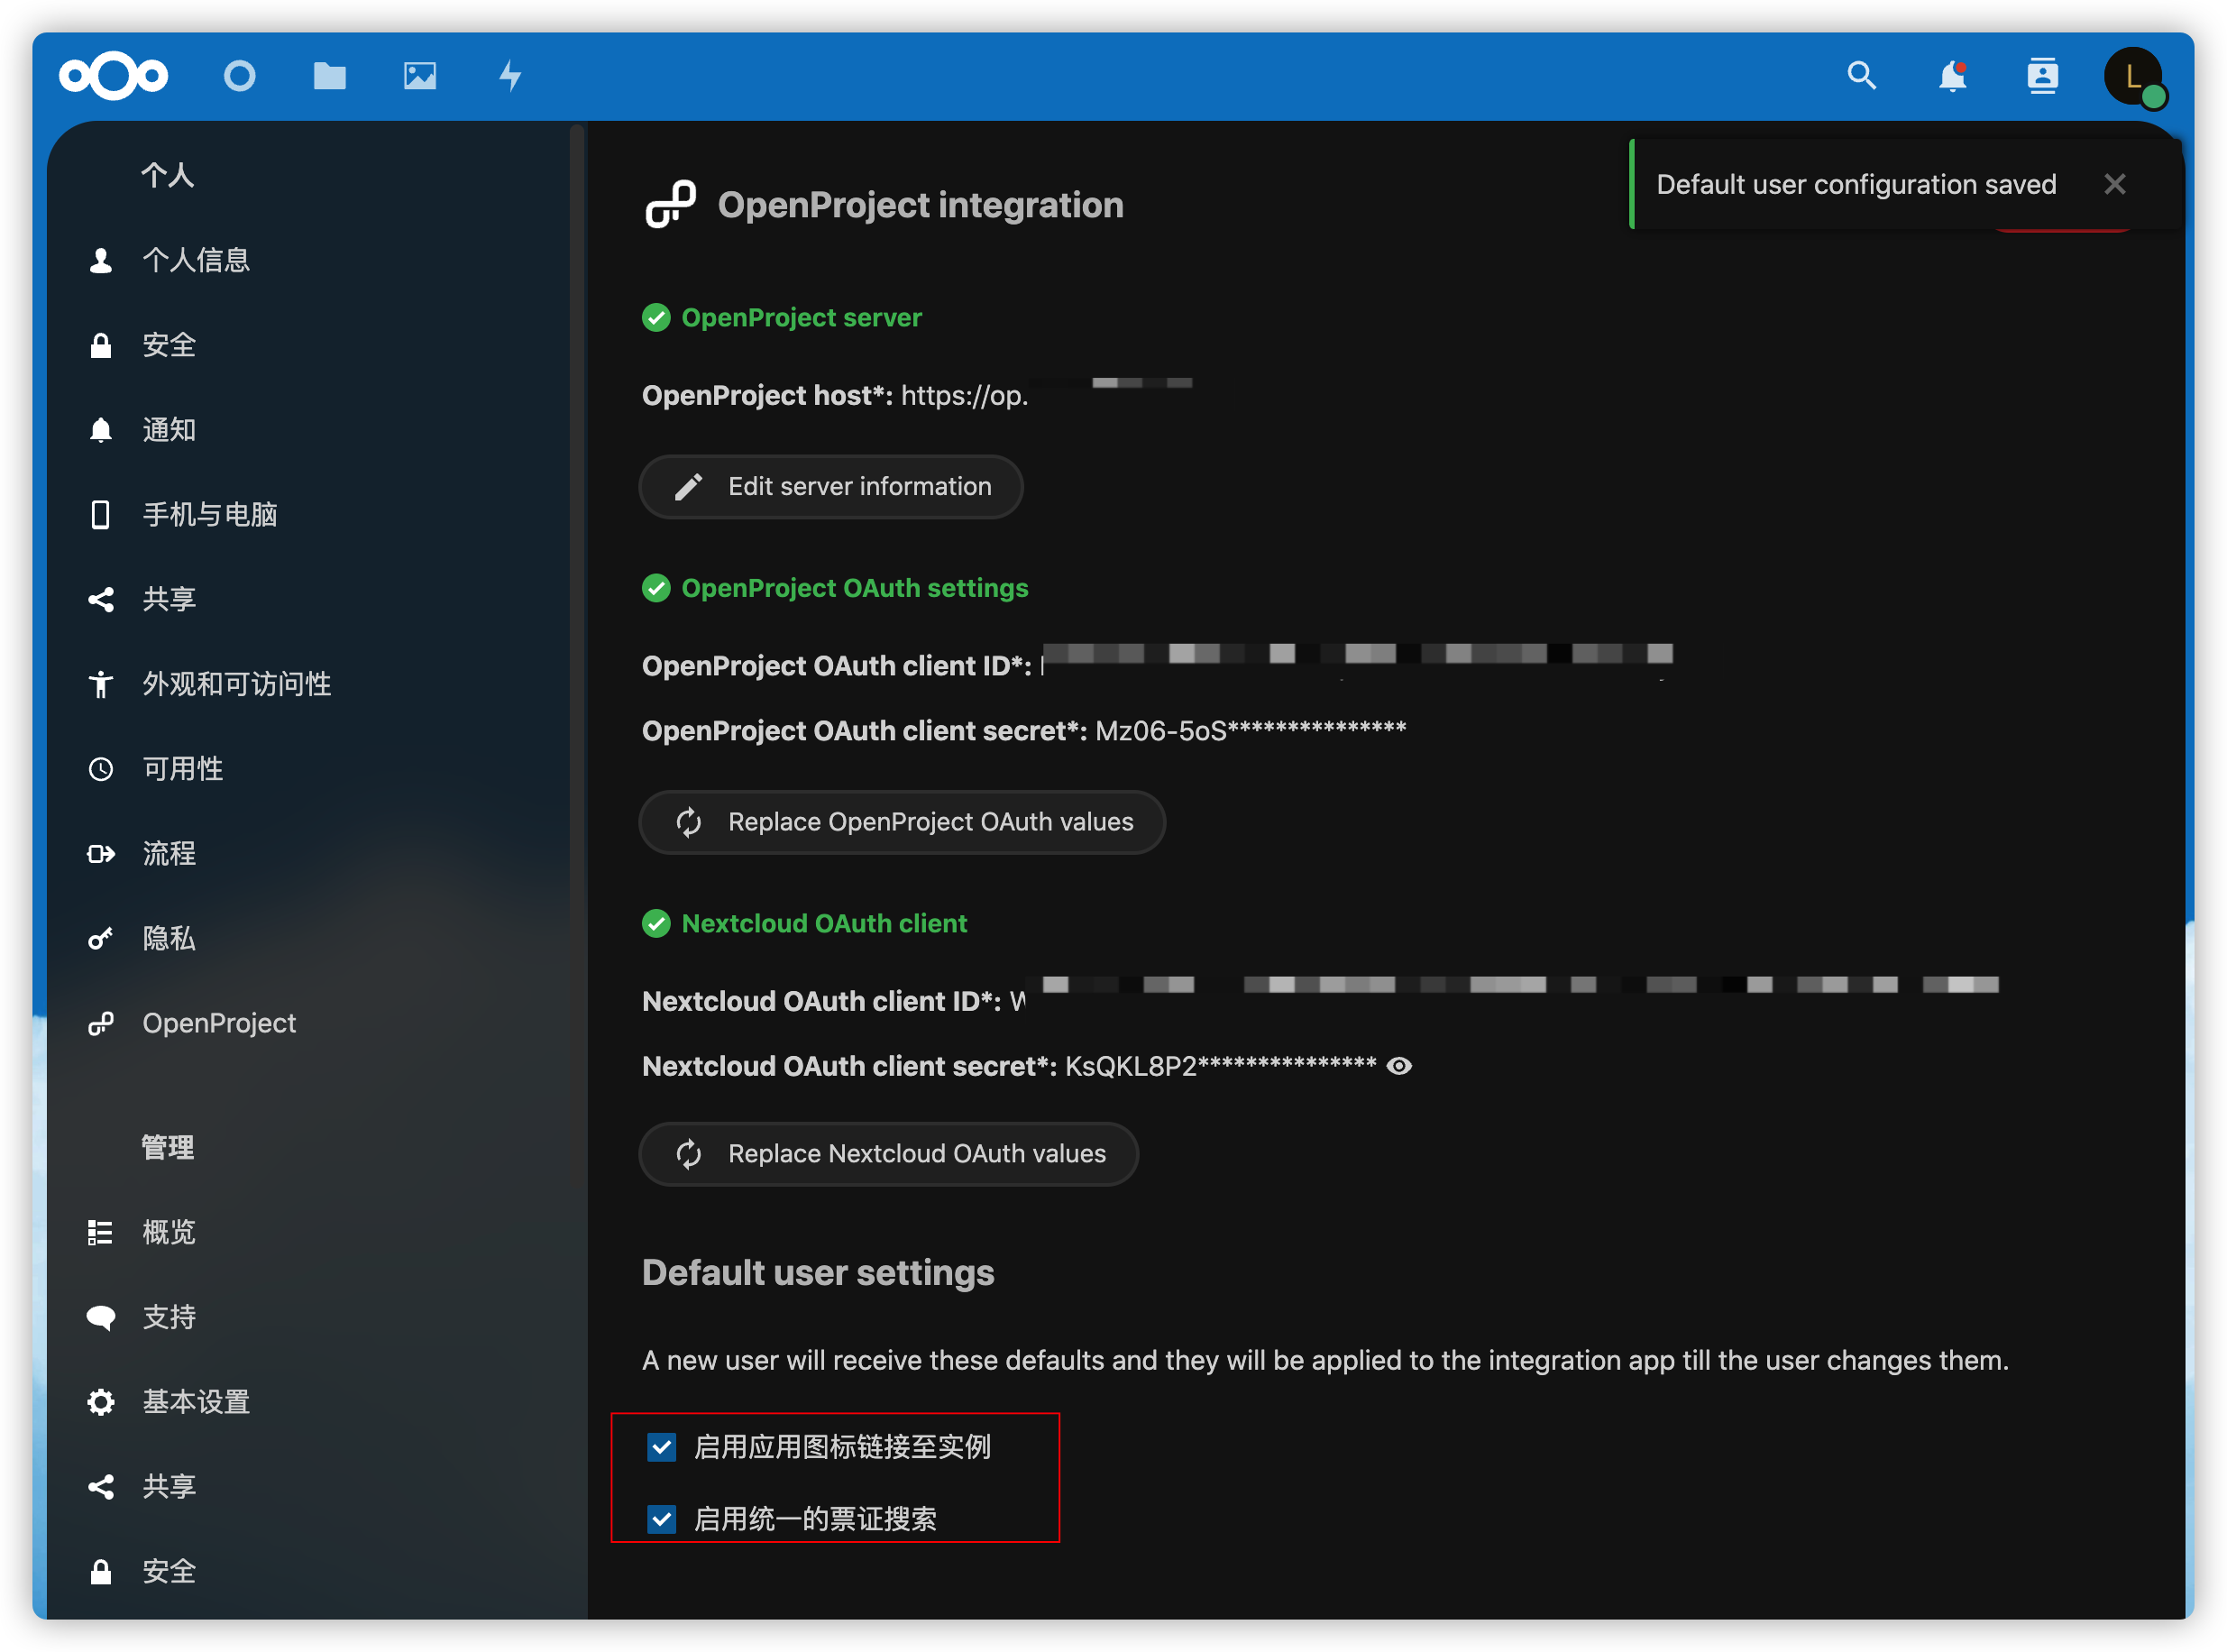 L
个人
个人信息
安全
通知
手机与电脑
共享
外观和可访问性
可用性
流程
隐私
OpenProject
管理
概览
支持
基本设置
共享
安全
OpenProject integration
Default user configuration saved
OpenProject server
OpenProject host*: https://op.
Edit server information
OpenProject OAuth settings
OpenProject OAuth client ID*:
OpenProject OAuth client secret*: Mz06-5oS***************
Replace OpenProject OAuth values
Nextcloud OAuth client
Nextcloud OAuth client ID*: W
Nextcloud OAuth client secret*: KsQKL8P2***************
Replace Nextcloud OAuth values
Default user settings
A new user will receive these defaults and they will be applied to the integration app till the user changes them.
启用应用图标链接至实例
启用统一的票证搜索